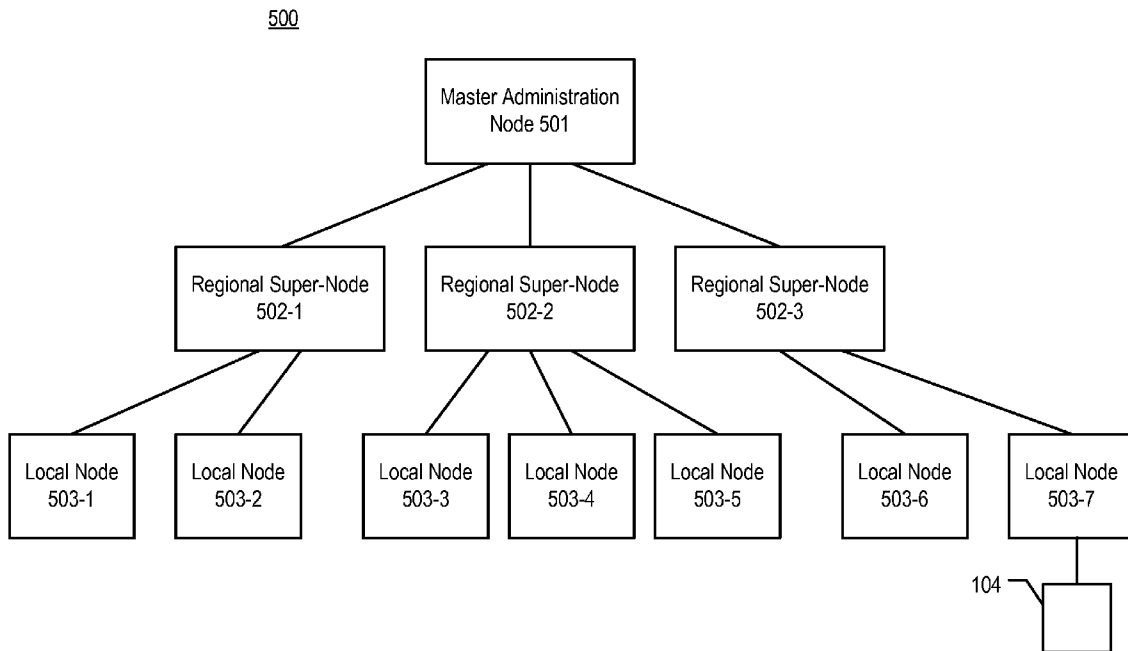 500
Master Administration
Node 501
Regional Super-Node
502-1
Regional Super-Node
502-2
Regional Super-Node
502-3
Local Node
503-1
Local Node
503-2
Local Node
503-3
Local Node
503-4
Local Node
503-5
Local Node
503-6
Local Node
503-7
104